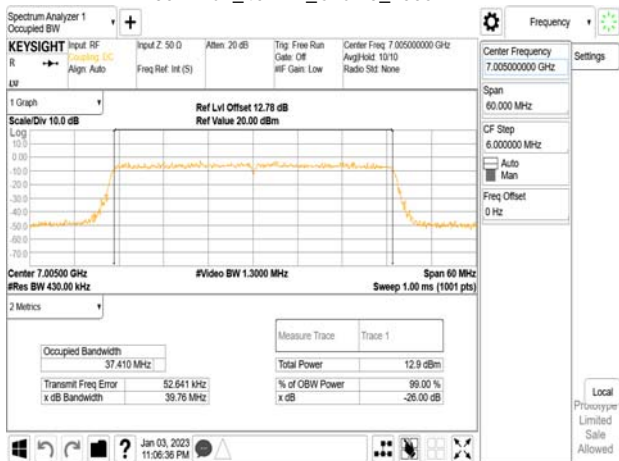 Spectrum Analyzer 1
Occupied BW
Frequency
KEYSIGHT
R
Input: RF
Coupling: DC
Align: Auto
Input Z: 50 Ω
Freq Ref: Int (S)
Atten: 20 dB
Trig: Free Run
Gate: Off
#IF Gain: Low
Center Freq: 7.005000000 GHz
Avg|Hold: 10/10
Radio Std: None
LXI
1 Graph
Ref Lvl Offset 12.78 dB
Scale/Div 10.0 dB
Ref Value 20.00 dBm
Log
10.0
0.00
-10.0
-20.0
-30.0
-40.0
-50.0
-60.0
-70.0
Center 7.00500 GHz
#Video BW 1.3000 MHz
Span 60 MHz
#Res BW 430.00 kHz
Sweep 1.00 ms (1001 pts)
2 Metrics
Measure Trace
Trace 1
Occupied Bandwidth
37.410 MHz
Total Power
12.9 dBm
Transmit Freq Error
52.641 kHz
% of OBW Power
99.00 %
x dB Bandwidth
39.76 MHz
x dB
-26.00 dB
Center Frequency
7.005000000 GHz
Settings
Span
60.000 MHz
CF Step
6.000000 MHz
Auto
Man
Freq Offset
0 Hz
Local
Prototype
Limited
Sale
Allowed
Jan 03, 2023
11:06:36 PM